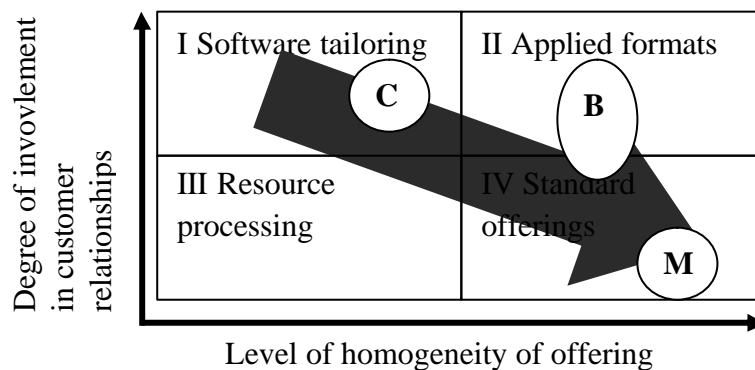 Degree of invovlement
in customer
relationships
I Software tailoring
II Applied formats
C
B
III Resource
processing
IV Standard
offerings
M
Level of homogeneity of offering